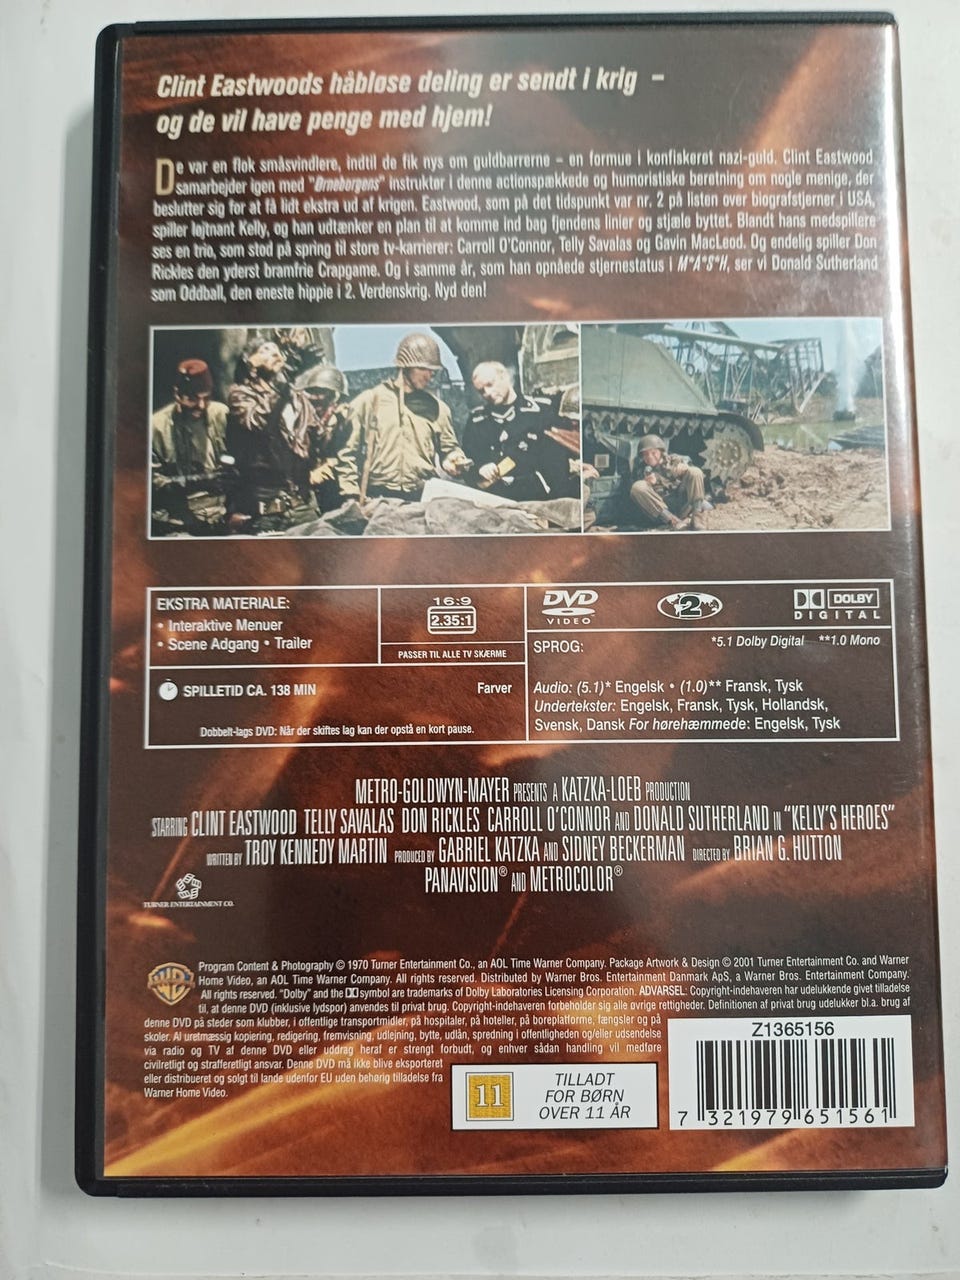 Clint Eastwoods håbløse deling er sendt i krig –
og de vil have penge med hjem!
De var en flok småsvindlere, indtil de fik nys om guldbarrerne – en formue i konfiskeret nazi-guld. Clint Eastwood
samarbejder igen med "Ørneborgens" instruktør i denne actionspækkede og humoristiske beretning om nogle menige, der
beslutter sig for at få lidt ekstra ud af krigen. Eastwood, som på det tidspunkt var nr. 2 på listen over biografstjerner i USA,
spiller løjtnant Kelly, og han udtænker en plan til at komme ind bag fjendens linier og stjæle byttet. Blandt hans medspillere
ses en trio, som stod på spring til store tv-karrierer: Carroll O'Connor, Telly Savalas og Gavin MacLeod. Og endelig spiller Don
Rickles den yderst bramfrie Crapgame. Og i samme år, som han opnåede stjernestatus i M*A*S*H, ser vi Donald Sutherland
som Oddball, den eneste hippie i 2. Verdenskrig. Nyd den!
EKSTRA MATERIALE:
• Interaktive Menuer
• Scene Adgang • Trailer
16:9
2.35:1
PASSER TIL ALLE TV SKÆRME
DVD
VIDEO
2
DOLBY
DIGITAL
SPILLETID CA. 138 MIN
Farver
Dobbelt-lags DVD: Når der skiftes lag kan der opstå en kort pause.
SPROG:
*5.1 Dolby Digital **1.0 Mono
Audio: (5.1)* Engelsk • (1.0)** Fransk, Tysk
Undertekster: Engelsk, Fransk, Tysk, Hollandsk,
Svensk, Dansk For hørehæmmede: Engelsk, Tysk
METRO-GOLDWYN-MAYER PRESENTS A KATZKA-LOEB PRODUCTION
STARRING CLINT EASTWOOD TELLY SAVALAS DON RICKLES CARROLL O'CONNOR AND DONALD SUTHERLAND IN "KELLY'S HEROES"
WRITTEN BY TROY KENNEDY MARTIN PRODUCED BY GABRIEL KATZKA AND SIDNEY BECKERMAN DIRECTED BY BRIAN G. HUTTON
PANAVISION® AND METROCOLOR®
TURNER ENTERTAINMENT CO.
WB
Program Content & Photography © 1970 Turner Entertainment Co., an AOL Time Warner Company. Package Artwork & Design © 2001 Turner Entertainment Co. and Warner
Home Video, an AOL Time Warner Company. All rights reserved. Distributed by Warner Bros. Entertainment Danmark ApS, a Warner Bros. Entertainment Company.
All rights reserved. "Dolby" and the symbol are trademarks of Dolby Laboratories Licensing Corporation. ADVARSEL: Copyright-indehaveren har udelukkende givet tilladelse
til, at denne DVD (inklusive lydspor) anvendes til privat brug. Copyright-indehaveren forbeholder sig alle øvrige rettigheder. Definitionen af privat brug udelukker bl.a. brug af
denne DVD på steder som klubber, i offentlige transportmidler, på hospitaler, på hoteller, på boreplatforme, fængsler og på
skoler. Al uretmæssig kopiering, redigering, fremvisning, udlejning, bytte, udlån, spredning i offentligheden og/eller udsendelse
via radio og TV af denne DVD eller uddrag heraf er strengt forbudt, og enhver sådan handling vil medføre
civilretligt og strafferetligt ansvar. Denne DVD må ikke blive eksporteret
eller distribueret og solgt til lande udenfor EU uden behørig tilladelse fra
Warner Home Video.
11
TILLADT
FOR BØRN
OVER 11 ÅR
Z1365156
7 321979 651561